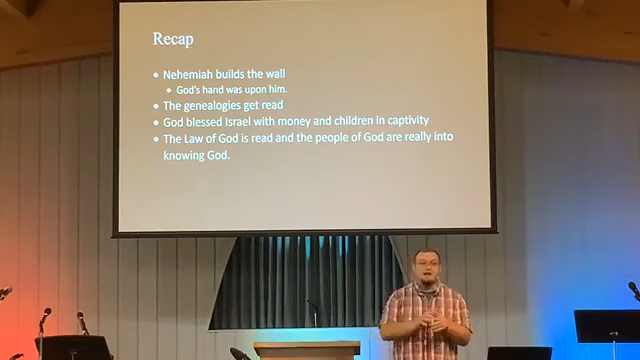 Recap
• Nehemiah builds the wall
• God's hand was upon him.
• The genealogies get read
• God blessed Israel with money and children in captivity
• The Law of God is read and the people of God are really into
knowing God.